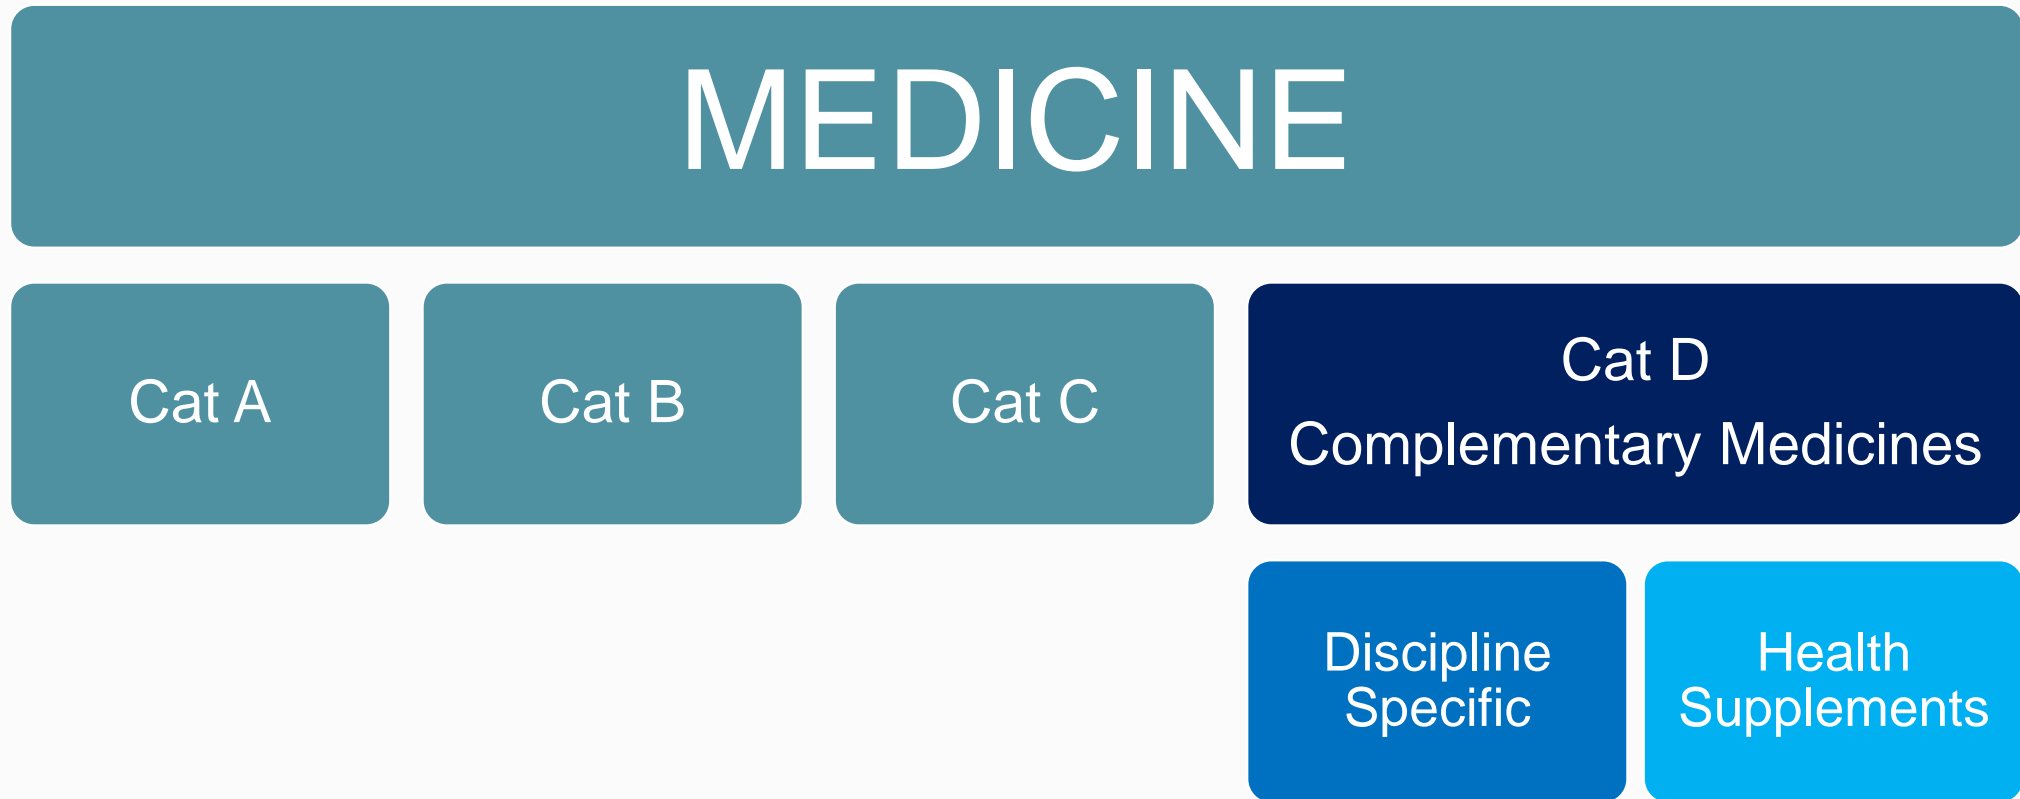 MEDICINE
Cat A
Cat B
Cat C
Cat D
Complementary Medicines
Discipline
Specific
Health
Supplements